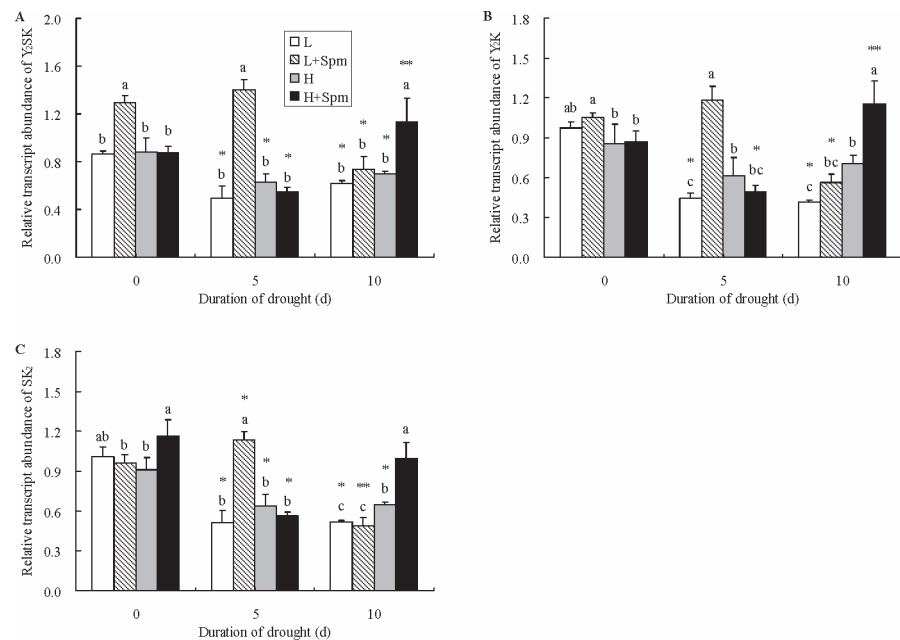 A
Relative transcript abundance of Y₂SK
2.0
1.6
1.2
0.8
0.4
0.0
L
L+Spm
H
H+Spm
b
a
b
b
*
b
a
*
b
*
b
*
b
*
b
*
b
**
a
0
5
10
Duration of drought (d)
B
Relative transcript abundance of Y₂K
1.8
1.5
1.2
0.9
0.6
0.3
0.0
ab
a
b
b
*
c
a
b
*
bc
*
c
*
bc
b
**
a
0
5
10
Duration of drought (d)
C
Relative transcript abundance of SK₂
1.8
1.5
1.2
0.9
0.6
0.3
0.0
ab
b
b
a
*
b
*
a
*
b
*
b
*
c
**
c
*
b
a
0
5
10
Duration of drought (d)